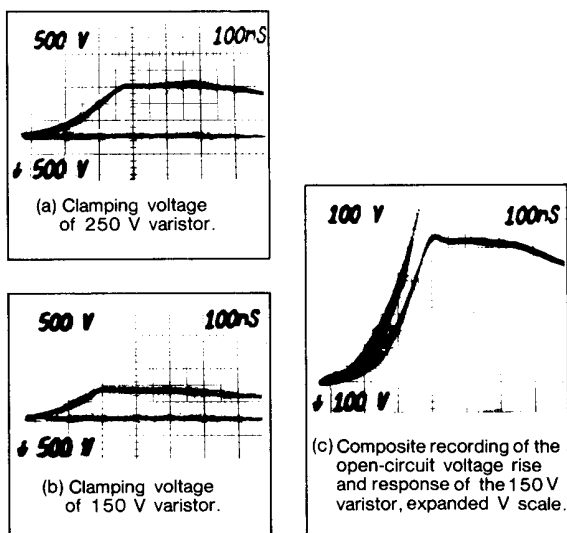 500 V 100nS
↓ 500 V
(a) Clamping voltage
of 250 V varistor.
500 V 100nS
↓ 500 V
(b) Clamping voltage
of 150 V varistor.
100 V 100nS
↓ 100 V
(c) Composite recording of the
open-circuit voltage rise
and response of the 150 V
varistor, expanded V scale.